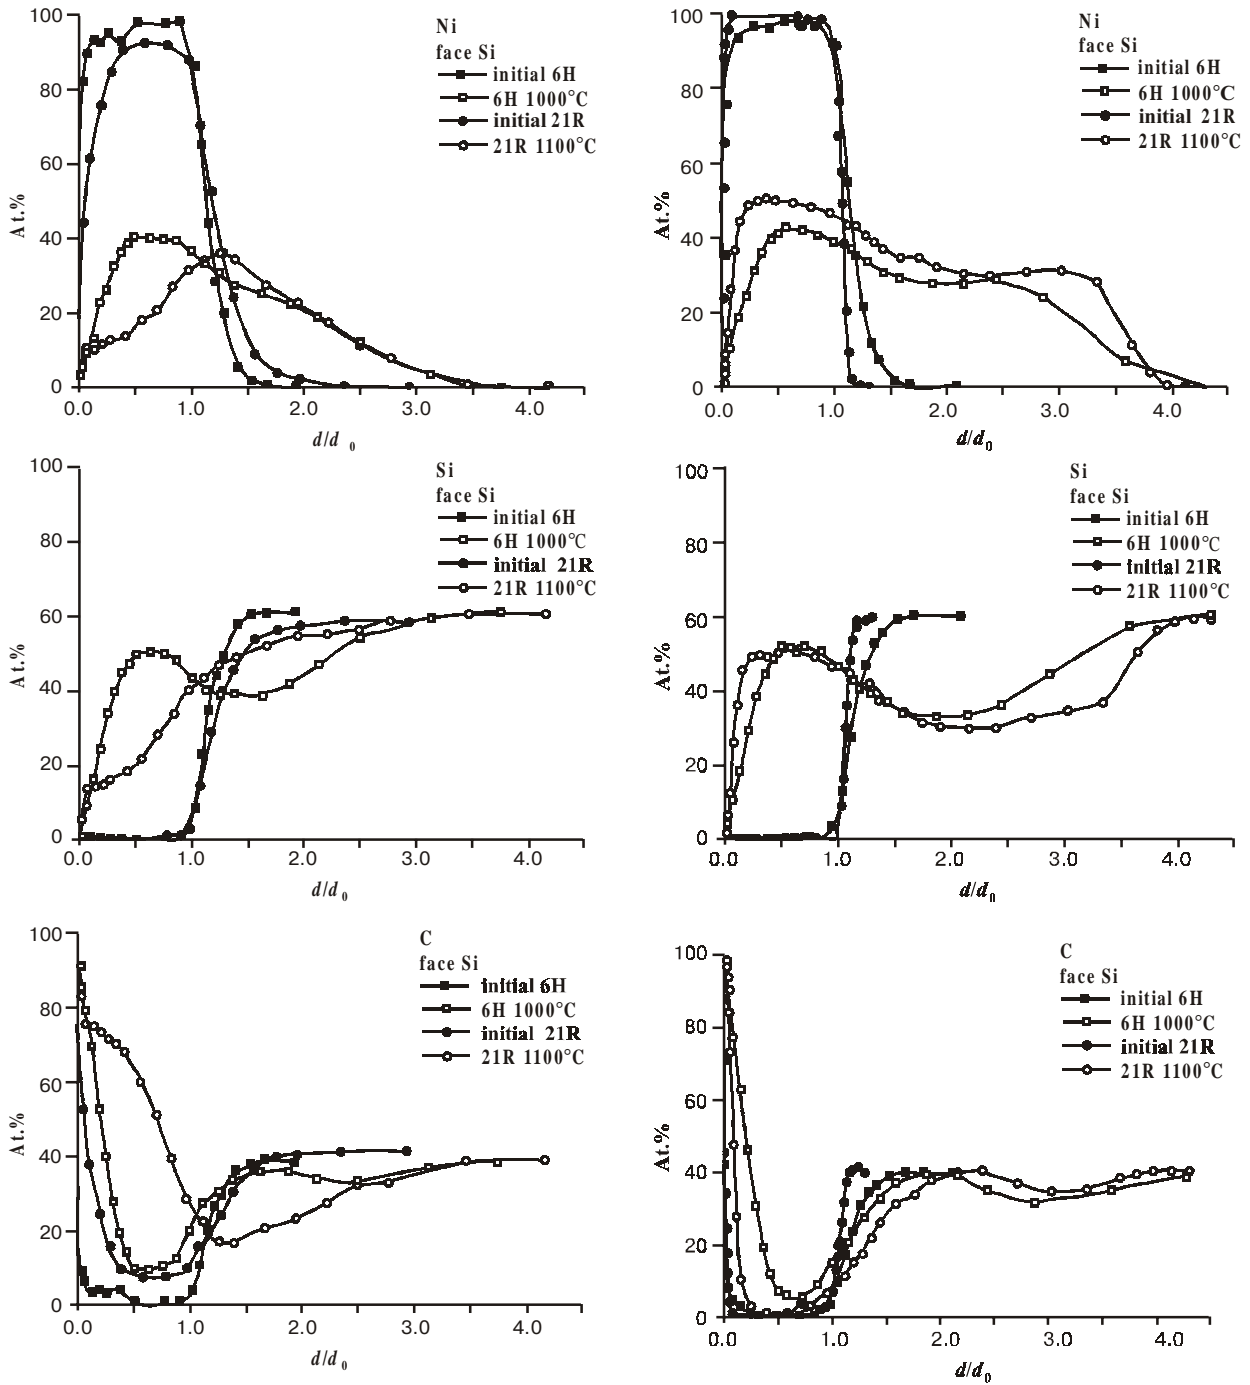 100
80
60
40
20
0
At.%
0.0 1.0 2.0 3.0 4.0
d/d0
Ni
face Si
initial 6H
6H 1000°C
initial 21R
21R 1100°C
100
80
60
40
20
0
At.%
0.0 1.0 2.0 3.0 4.0
d/d0
Ni
face Si
initial 6H
6H 1000°C
initial 21R
21R 1100°C
100
80
60
40
20
0
At.%
0.0 1.0 2.0 3.0 4.0
d/d0
Si
face Si
initial 6H
6H 1000°C
initial 21R
21R 1100°C
100
80
60
40
20
0
At.%
0.0 1.0 2.0 3.0 4.0
d/d0
Si
face Si
initial 6H
6H 1000°C
initial 21R
21R 1100°C
100
80
60
40
20
0
At.%
0.0 1.0 2.0 3.0 4.0
d/d0
C
face Si
initial 6H
6H 1000°C
initial 21R
21R 1100°C
100
80
60
40
20
0
At.%
0.0 1.0 2.0 3.0 4.0
d/d0
C
face Si
initial 6H
6H 1000°C
initial 21R
21R 1100°C